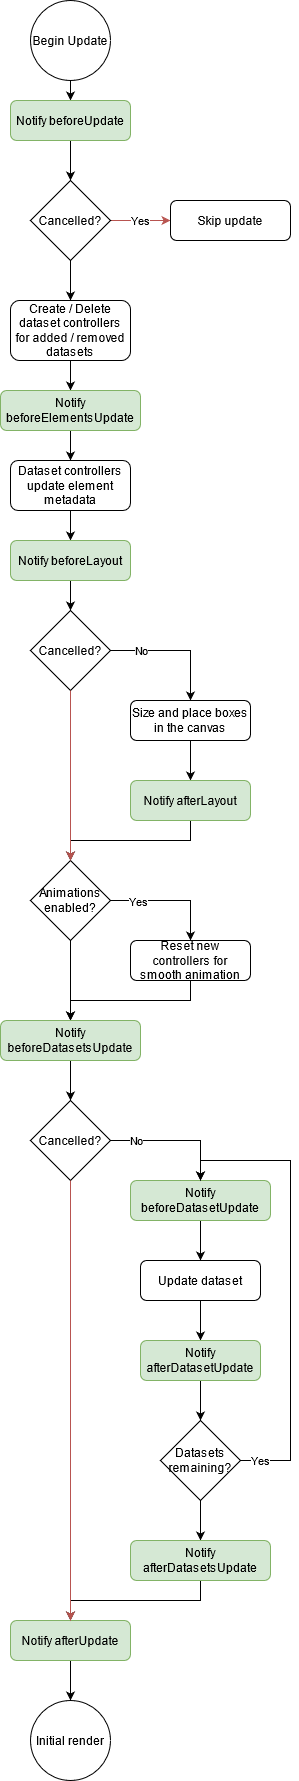 Begin Update
Notify beforeUpdate
Cancelled?
Yes
Skip update
Create / Delete
dataset controllers
for added / removed
datasets
Notify
beforeElementsUpdate
Dataset controllers
update element
metadata
Notify beforeLayout
Cancelled?
No
Size and place boxes
in the canvas
Notify afterLayout
Animations
enabled?
Yes
Reset new
controllers for
smooth animation
Notify
beforeDatasetsUpdate
Cancelled?
No
Notify
beforeDatasetUpdate
Update dataset
Notify
afterDatasetUpdate
Datasets
remaining?
Yes
Notify
afterDatasetsUpdate
Notify afterUpdate
Initial render